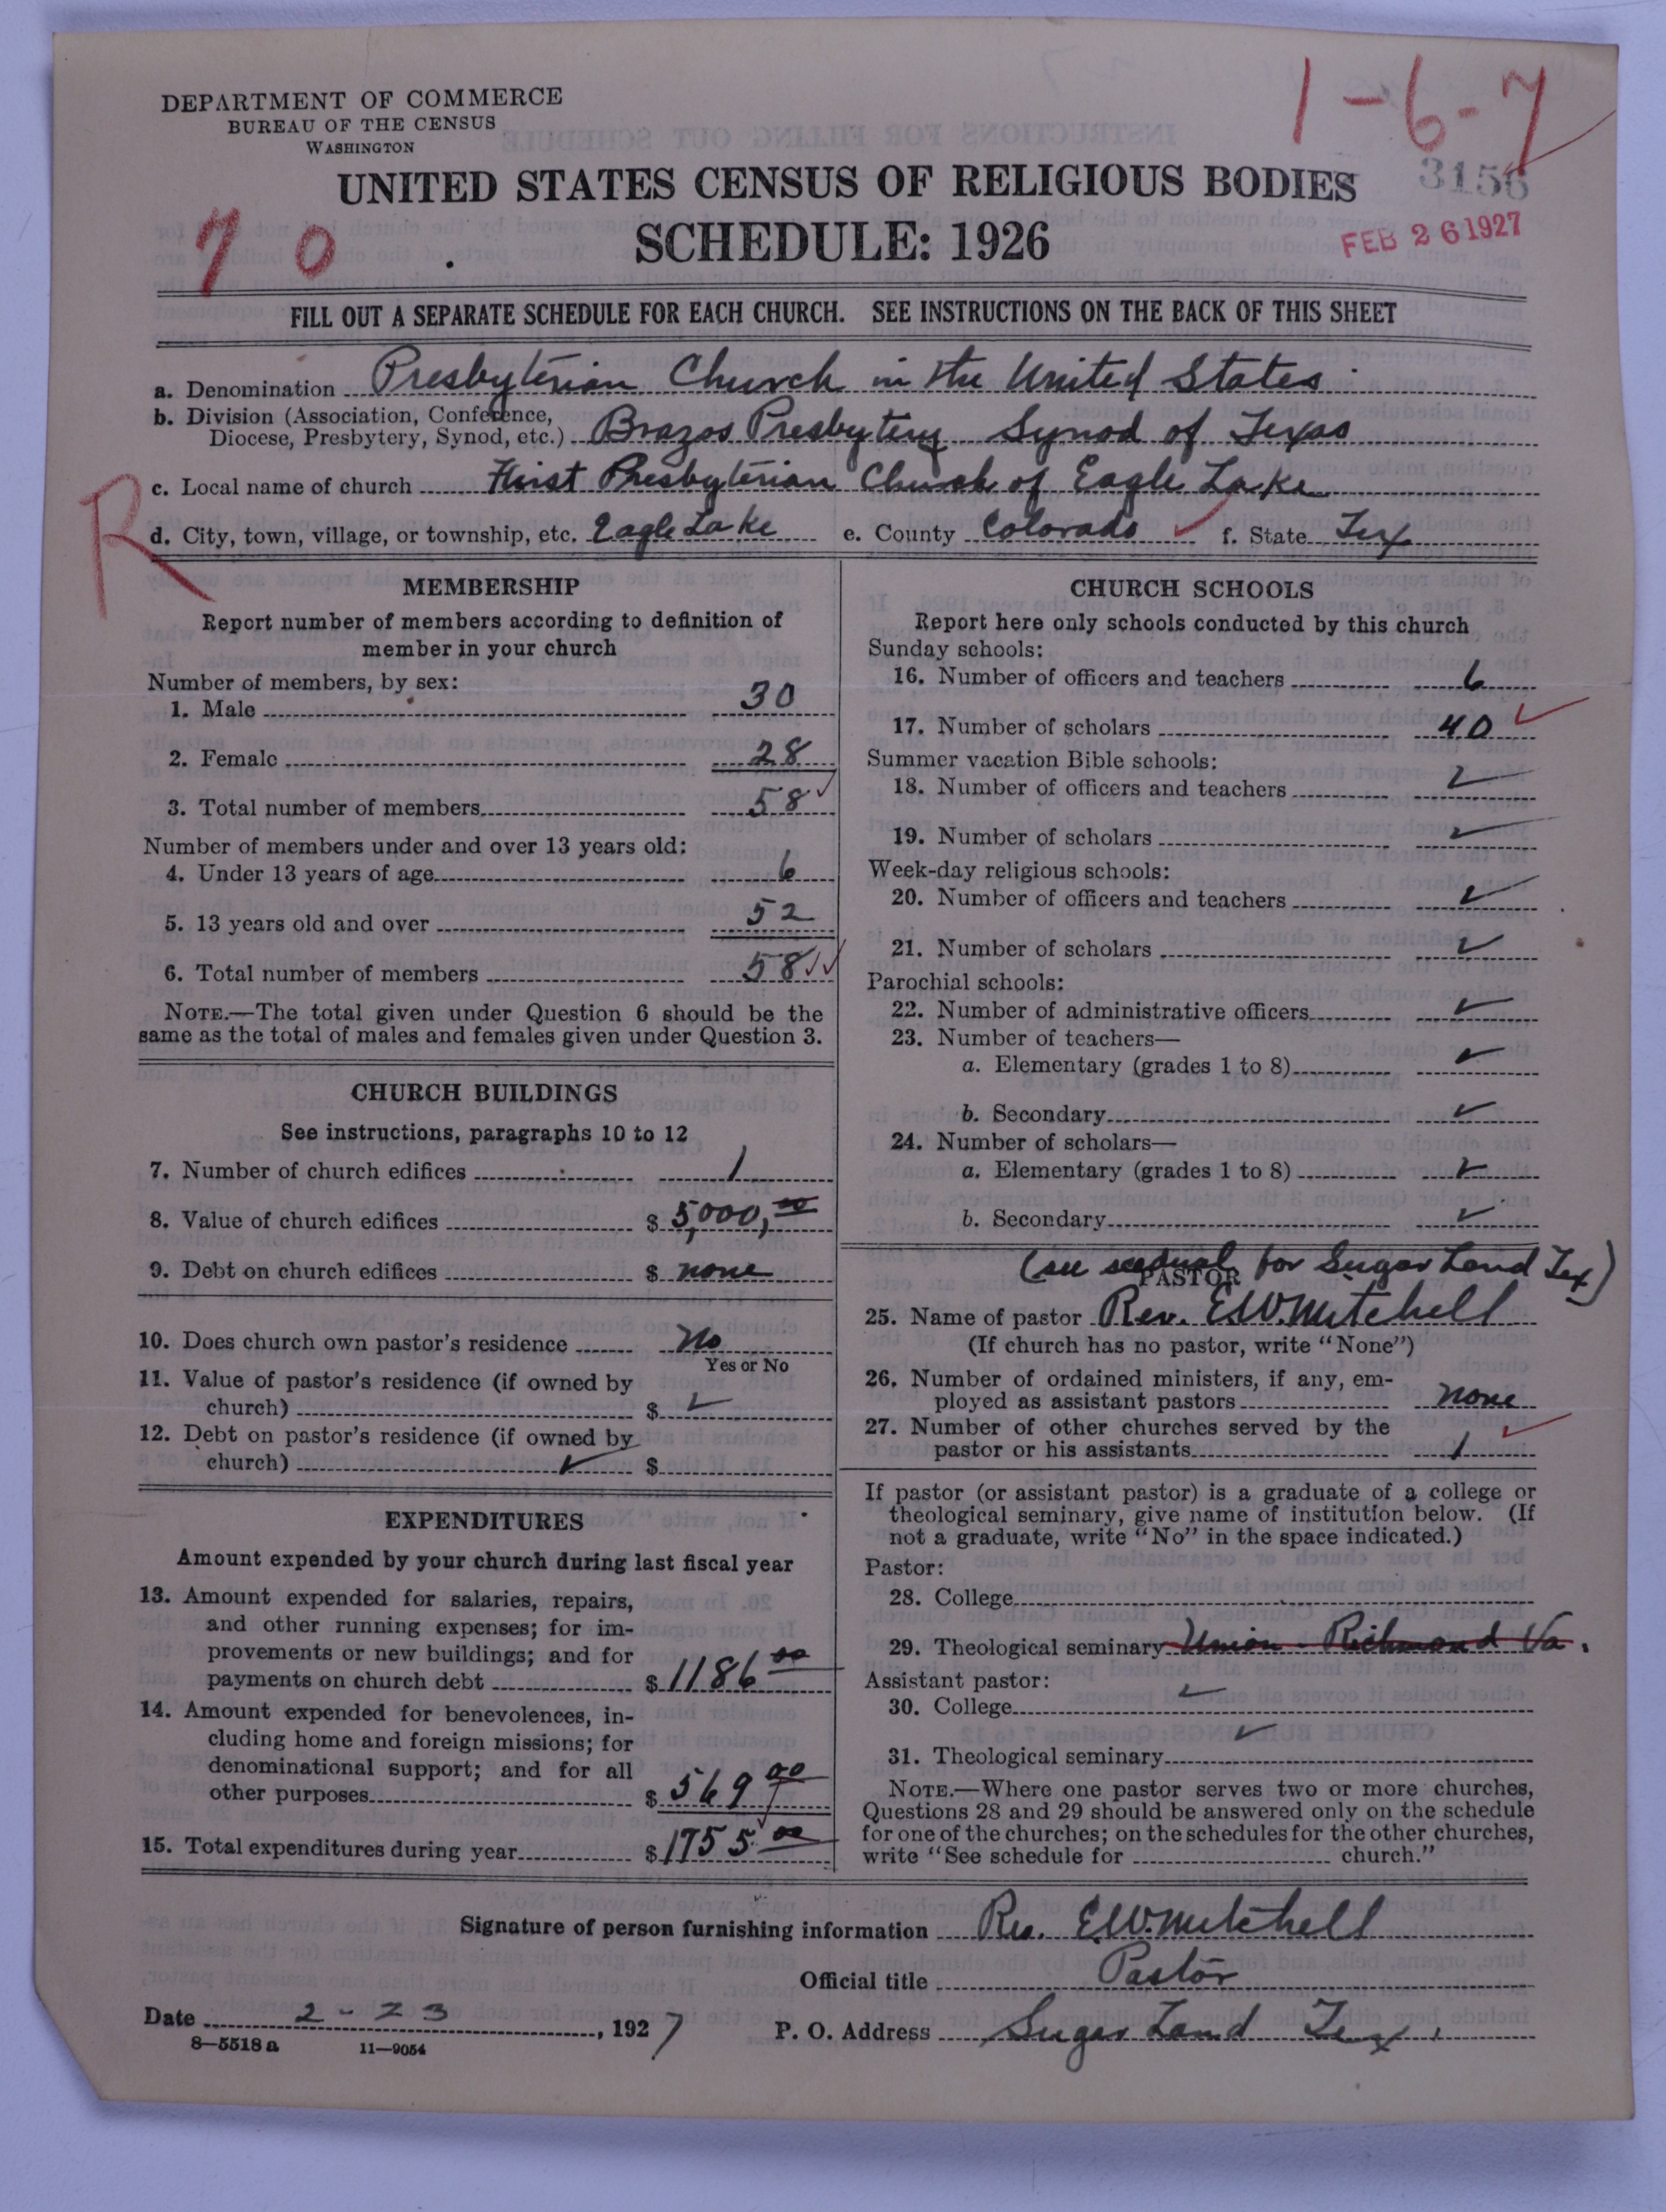 DEPARTMENT OF COMMERCE
BUREAU OF THE CENSUS
WASHINGTON
1-6-7
3156
UNITED STATES CENSUS OF RELIGIOUS BODIES
SCHEDULE: 1926
70
FEB 26 1927
FILL OUT A SEPARATE SCHEDULE FOR EACH CHURCH. SEE INSTRUCTIONS ON THE BACK OF THIS SHEET
a. Denomination Presbyterian Church in the United States
b. Division (Association, Conference,
Diocese, Presbytery, Synod, etc.) Brazos Presbytery Synod of Texas
c. Local name of church First Presbyterian Church of Eagle Lake
R
d. City, town, village, or township, etc. Eagle Lake e. County Colorado ✓ f. State Tex
MEMBERSHIP
Report number of members according to definition of
member in your church
Number of members, by sex:
1. Male 30
2. Female 28
3. Total number of members 58 ✓
Number of members under and over 13 years old:
4. Under 13 years of age 6
5. 13 years old and over 52
6. Total number of members 58 ✓✓
NOTE.—The total given under Question 6 should be the
same as the total of males and females given under Question 3.
CHURCH BUILDINGS
See instructions, paragraphs 10 to 12
7. Number of church edifices 1
8. Value of church edifices $ 5,000,00
9. Debt on church edifices $ none
10. Does church own pastor's residence No
Yes or No
11. Value of pastor's residence (if owned by
church) $ ✓
12. Debt on pastor's residence (if owned by
church) ✓ $
EXPENDITURES
Amount expended by your church during last fiscal year
13. Amount expended for salaries, repairs,
and other running expenses; for im-
provements or new buildings; and for
payments on church debt $ 1186 00
14. Amount expended for benevolences, in-
cluding home and foreign missions; for
denominational support; and for all
other purposes $ 569 00
15. Total expenditures during year $ 1755 00
CHURCH SCHOOLS
Report here only schools conducted by this church
Sunday schools:
16. Number of officers and teachers 6
17. Number of scholars 40 ✓
Summer vacation Bible schools:
18. Number of officers and teachers ✓
19. Number of scholars ✓
Week-day religious schools:
20. Number of officers and teachers ✓
21. Number of scholars ✓
Parochial schools:
22. Number of administrative officers ✓
23. Number of teachers—
a. Elementary (grades 1 to 8) ✓
b. Secondary ✓
24. Number of scholars—
a. Elementary (grades 1 to 8) ✓
b. Secondary ✓
(see scedual for Sugar Land Tex)
PASTOR
25. Name of pastor Rev. E.W. Mitchell
(If church has no pastor, write "None")
26. Number of ordained ministers, if any, em-
ployed as assistant pastors none
27. Number of other churches served by the
pastor or his assistants 1 ✓
If pastor (or assistant pastor) is a graduate of a college or
theological seminary, give name of institution below. (If
not a graduate, write "No" in the space indicated.)
Pastor:
28. College
29. Theological seminary Union - Richmond Va.
Assistant pastor:
30. College ✓
31. Theological seminary ✓
NOTE.—Where one pastor serves two or more churches,
Questions 28 and 29 should be answered only on the schedule
for one of the churches; on the schedules for the other churches,
write "See schedule for church."
Signature of person furnishing information Rev. E.W. Mitchell
Official title Pastor
Date 2 - 23, 1927 P. O. Address Sugar Land Tex.
8—5518a 11—9054